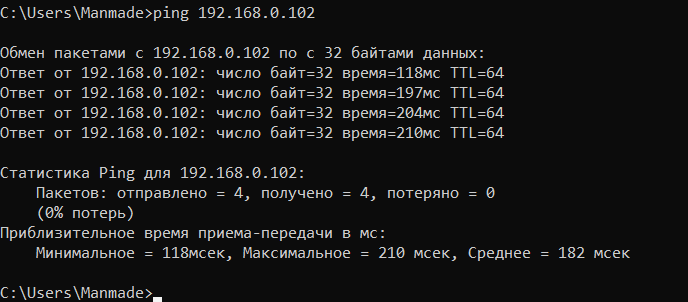 C:\Users\Manmade>ping 192.168.0.102
Обмен пакетами с 192.168.0.102 по с 32 байтами данных:
Ответ от 192.168.0.102: число байт=32 время=118мс TTL=64
Ответ от 192.168.0.102: число байт=32 время=197мс TTL=64
Ответ от 192.168.0.102: число байт=32 время=204мс TTL=64
Ответ от 192.168.0.102: число байт=32 время=210мс TTL=64
Статистика Ping для 192.168.0.102:
Пакетов: отправлено = 4, получено = 4, потеряно = 0
(0% потерь)
Приблизительное время приема-передачи в мс:
Минимальное = 118мсек, Максимальное = 210 мсек, Среднее = 182 мсек
C:\Users\Manmade>